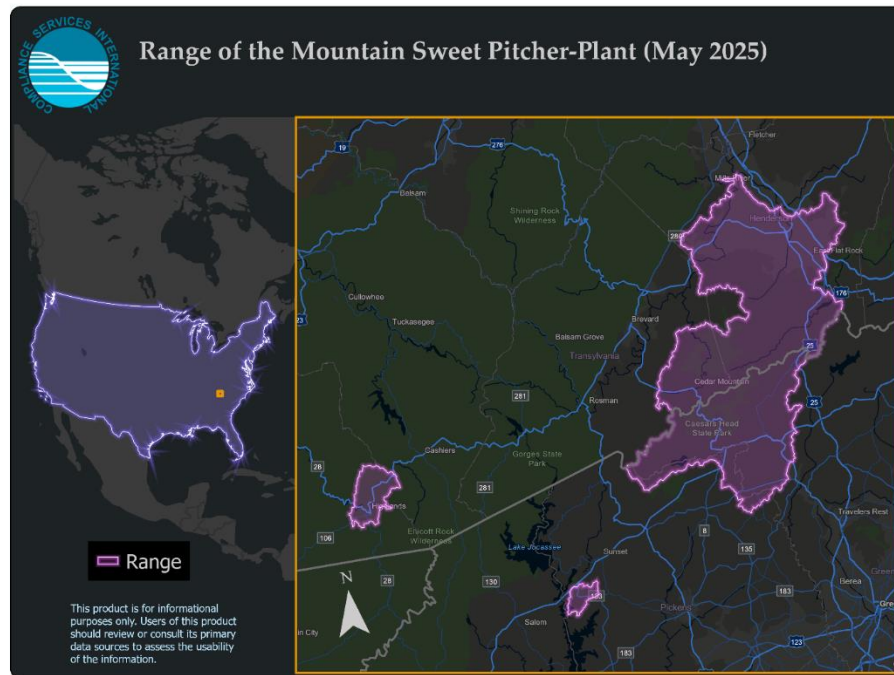 COMPLIANCE SERVICES INTERNATIONAL
Range of the Mountain Sweet Pitcher-Plant (May 2025)
Fletcher
276
19
Mills River
Balsam
Shining Rock
Wilderness
Henderson
280
East Flat Rock
176
Cullowhee
23
Tuckasegee
Brevard
Balsam Grove
Transylvania
25
Cedar Mountain
281
Rosman
25
Caesars Head
State Park
Cashiers
Gorges State
Park
28
281
Highlands
Travelers Rest
106
Ellicott Rock
Wilderness
8
Lake Jocassee
Sunset
135
Range
N
28
130
183
Berea
Salem
Pickens
183
123
This product is for informational
purposes only. Users of this product
should review or consult its primary
data sources to assess the usability
of the information.